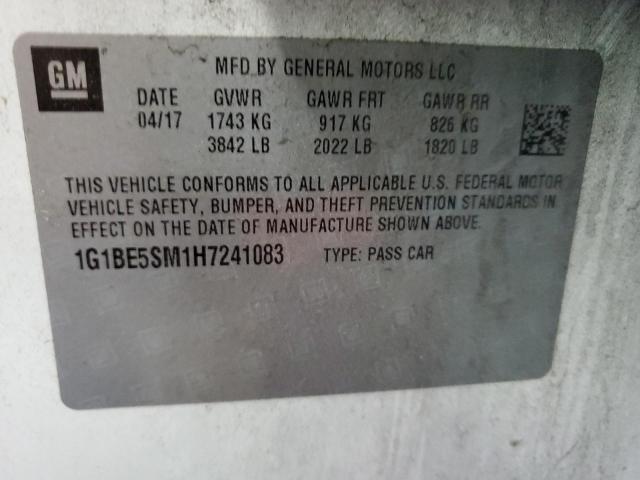 GM
MFD BY GENERAL MOTORS LLC
DATE GVWR GAWR FRT GAWR RR
04/17 1743 KG 917 KG 826 KG
3842 LB 2022 LB 1820 LB
THIS VEHICLE CONFORMS TO ALL APPLICABLE U.S. FEDERAL MOTOR
VEHICLE SAFETY, BUMPER, AND THEFT PREVENTION STANDARDS IN
EFFECT ON THE DATE OF MANUFACTURE SHOWN ABOVE.
1G1BE5SM1H7241083 TYPE: PASS CAR